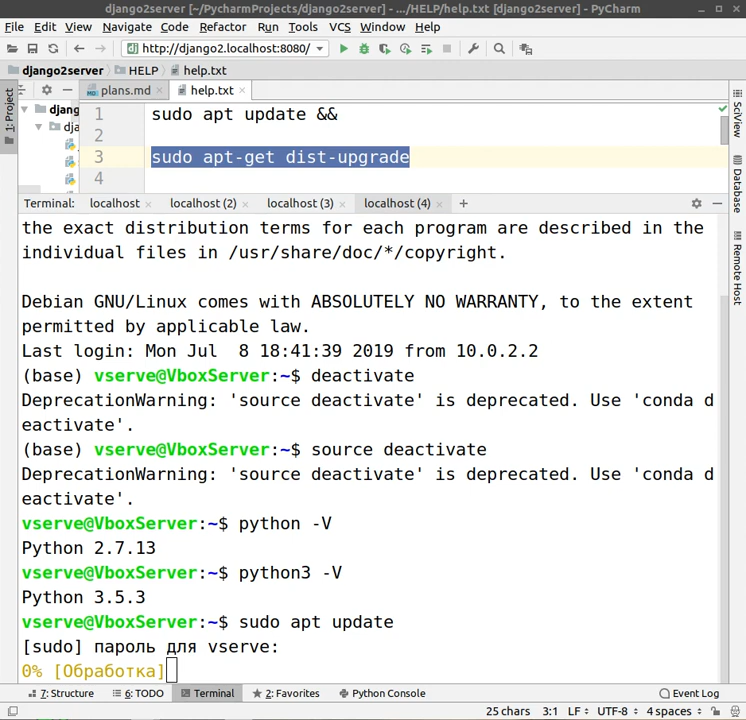 django2server [~/PycharmProjects/django2server] - .../HELP/help.txt [django2server] - PyCharm
File Edit View Navigate Code Refactor Run Tools VCS Window Help
http://django2.localhost:8080/
django2server HELP help.txt
plans.md help.txt
1: Project
djang
dja
1 sudo apt update &&
2
3 sudo apt-get dist-upgrade
4
SciView
Database
Remote Host
Terminal: localhost localhost (2) localhost (3) localhost (4) +
the exact distribution terms for each program are described in the
individual files in /usr/share/doc/*/copyright.
Debian GNU/Linux comes with ABSOLUTELY NO WARRANTY, to the extent
permitted by applicable law.
Last login: Mon Jul  8 18:41:39 2019 from 10.0.2.2
(base) vserve@VboxServer:~$ deactivate
DeprecationWarning: 'source deactivate' is deprecated. Use 'conda d
eactivate'.
(base) vserve@VboxServer:~$ source deactivate
DeprecationWarning: 'source deactivate' is deprecated. Use 'conda d
eactivate'.
vserve@VboxServer:~$ python -V
Python 2.7.13
vserve@VboxServer:~$ python3 -V
Python 3.5.3
vserve@VboxServer:~$ sudo apt update
[sudo] пароль для vserve:
0% [Обработка]
7: Structure 6: TODO Terminal 2: Favorites Python Console Event Log
25 chars 3:1 LF UTF-8 4 spaces